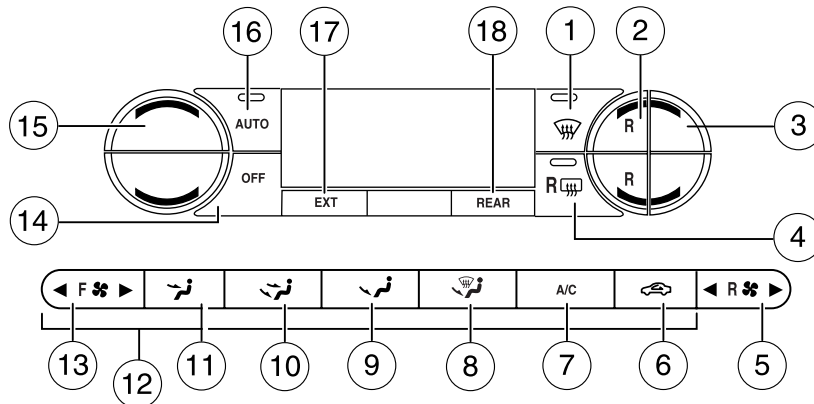 16 17 18 1 2
15 AUTO R 3
OFF R R
14 EXT REAR 4
F A/C R
13 12 11 10 9 8 7 6 5